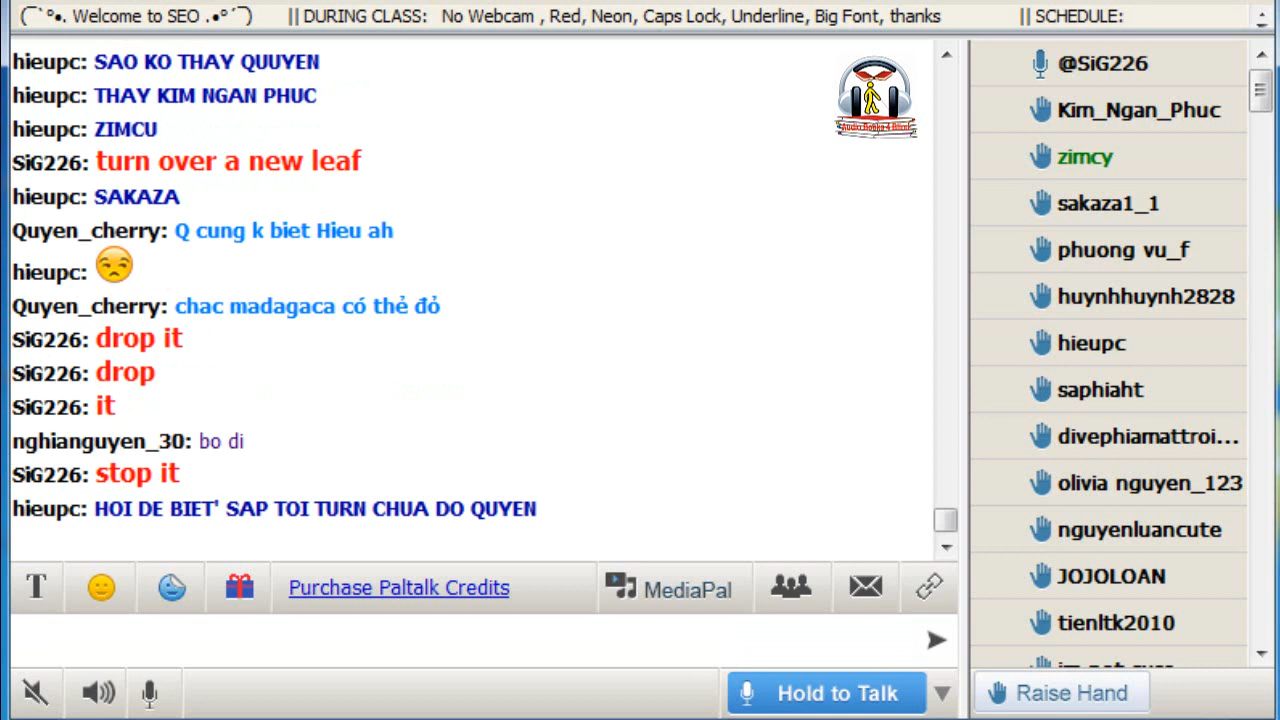 (¯`°•. Welcome to SEO .•°´¯) || DURING CLASS: No Webcam , Red, Neon, Caps Lock, Underline, Big Font, thanks || SCHEDULE:
hieupc: SAO KO THAY QUUYEN
hieupc: THAY KIM NGAN PHUC
hieupc: ZIMCU
SiG226: turn over a new leaf
hieupc: SAKAZA
Quyen_cherry: Q cung k biet Hieu ah
hieupc:
Quyen_cherry: chac madagaca có thẻ đỏ
SiG226: drop it
SiG226: drop
SiG226: it
nghianguyen_30: bo di
SiG226: stop it
hieupc: HOI DE BIET' SAP TOI TURN CHUA DO QUYEN
Audio Books 4 Blind
@SiG226
Kim_Ngan_Phuc
zimcy
sakaza1_1
phuong vu_f
huynhhuynh2828
hieupc
saphiaht
divephiamattroi...
olivia nguyen_123
nguyenluancute
JOJOLOAN
tienltk2010
T
Purchase Paltalk Credits
MediaPal
Hold to Talk
Raise Hand